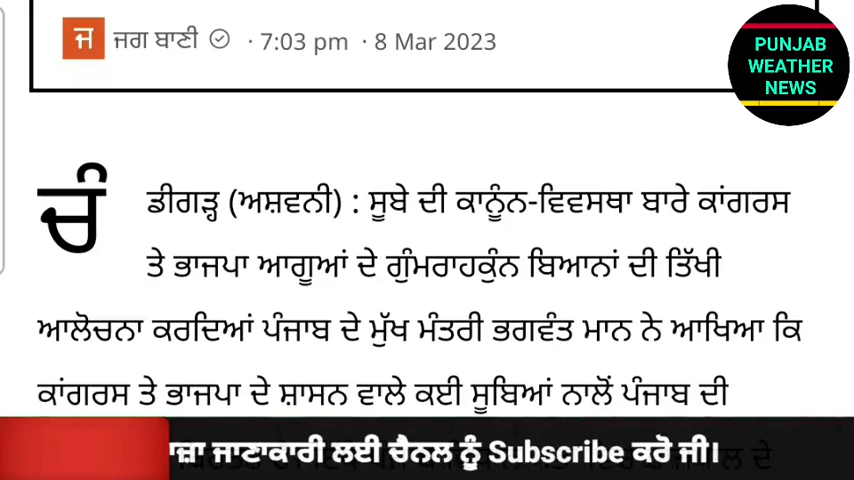 ਜ ਜਗ ਬਾਣੀ · 7:03 pm · 8 Mar 2023
PUNJAB
WEATHER
NEWS
ਚੰਡੀਗੜ੍ਹ (ਅਸ਼ਵਨੀ) : ਸੂਬੇ ਦੀ ਕਾਨੂੰਨ-ਵਿਵਸਥਾ ਬਾਰੇ ਕਾਂਗਰਸ
ਤੇ ਭਾਜਪਾ ਆਗੂਆਂ ਦੇ ਗੁੰਮਰਾਹਕੁੰਨ ਬਿਆਨਾਂ ਦੀ ਤਿੱਖੀ
ਆਲੋਚਨਾ ਕਰਦਿਆਂ ਪੰਜਾਬ ਦੇ ਮੁੱਖ ਮੰਤਰੀ ਭਗਵੰਤ ਮਾਨ ਨੇ ਆਖਿਆ ਕਿ
ਕਾਂਗਰਸ ਤੇ ਭਾਜਪਾ ਦੇ ਸ਼ਾਸਨ ਵਾਲੇ ਕਈ ਸੂਬਿਆਂ ਨਾਲੋਂ ਪੰਜਾਬ ਦੀ
ਜਾਣਕਾਰੀ ਲਈ ਚੈਨਲ ਨੂੰ Subscribe ਕਰੋ ਜੀ।